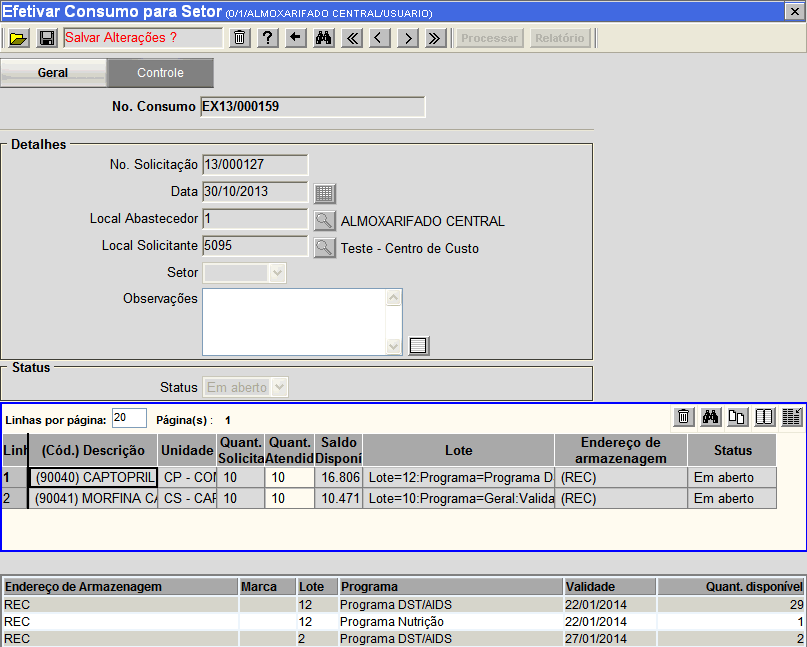 Efetivar Consumo para Setor (0/1/ALMOXARIFADO CENTRAL/USUARIO)
Salvar Alterações ? Processar Relatório
Geral Controle
No. Consumo EX13/000159
Detalhes
No. Solicitação 13/000127
Data 30/10/2013
Local Abastecedor 1 ALMOXARIFADO CENTRAL
Local Solicitante 5095 Teste - Centro de Custo
Setor
Observações
Status
Status Em aberto
Linhas por página: 20 Página(s) : 1
Linh (Cód.) Descrição Unidade Quant. Solicita Quant. Atendid Saldo Disponí Lote Endereço de armazenagem Status
1 (90040) CAPTOPRIL CP - COM 10 10 16.806 Lote=12:Programa=Programa D (REC) Em aberto
2 (90041) MORFINA CA CS - CAP 10 10 10.471 Lote=10:Programa=Geral:Valida (REC) Em aberto
Endereço de Armazenagem Marca Lote Programa Validade Quant. disponível
REC 12 Programa DST/AIDS 22/01/2014 29
REC 12 Programa Nutrição 22/01/2014 1
REC 2 Programa DST/AIDS 27/01/2014 2